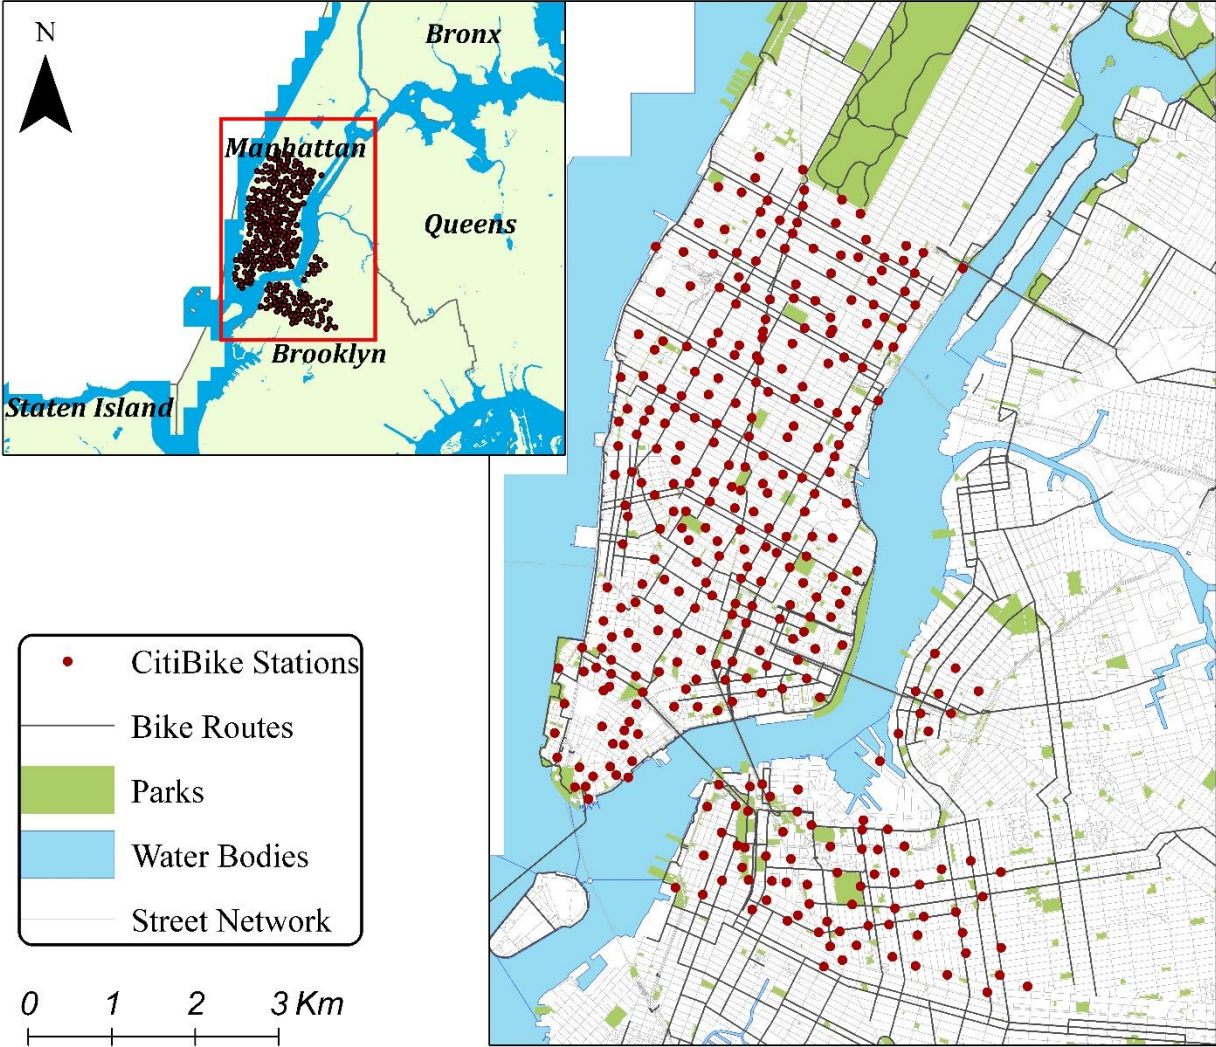 N
Bronx
Manhattan
Queens
Brooklyn
Staten Island
CitiBike Stations
Bike Routes
Parks
Water Bodies
Street Network
0 1 2 3 Km